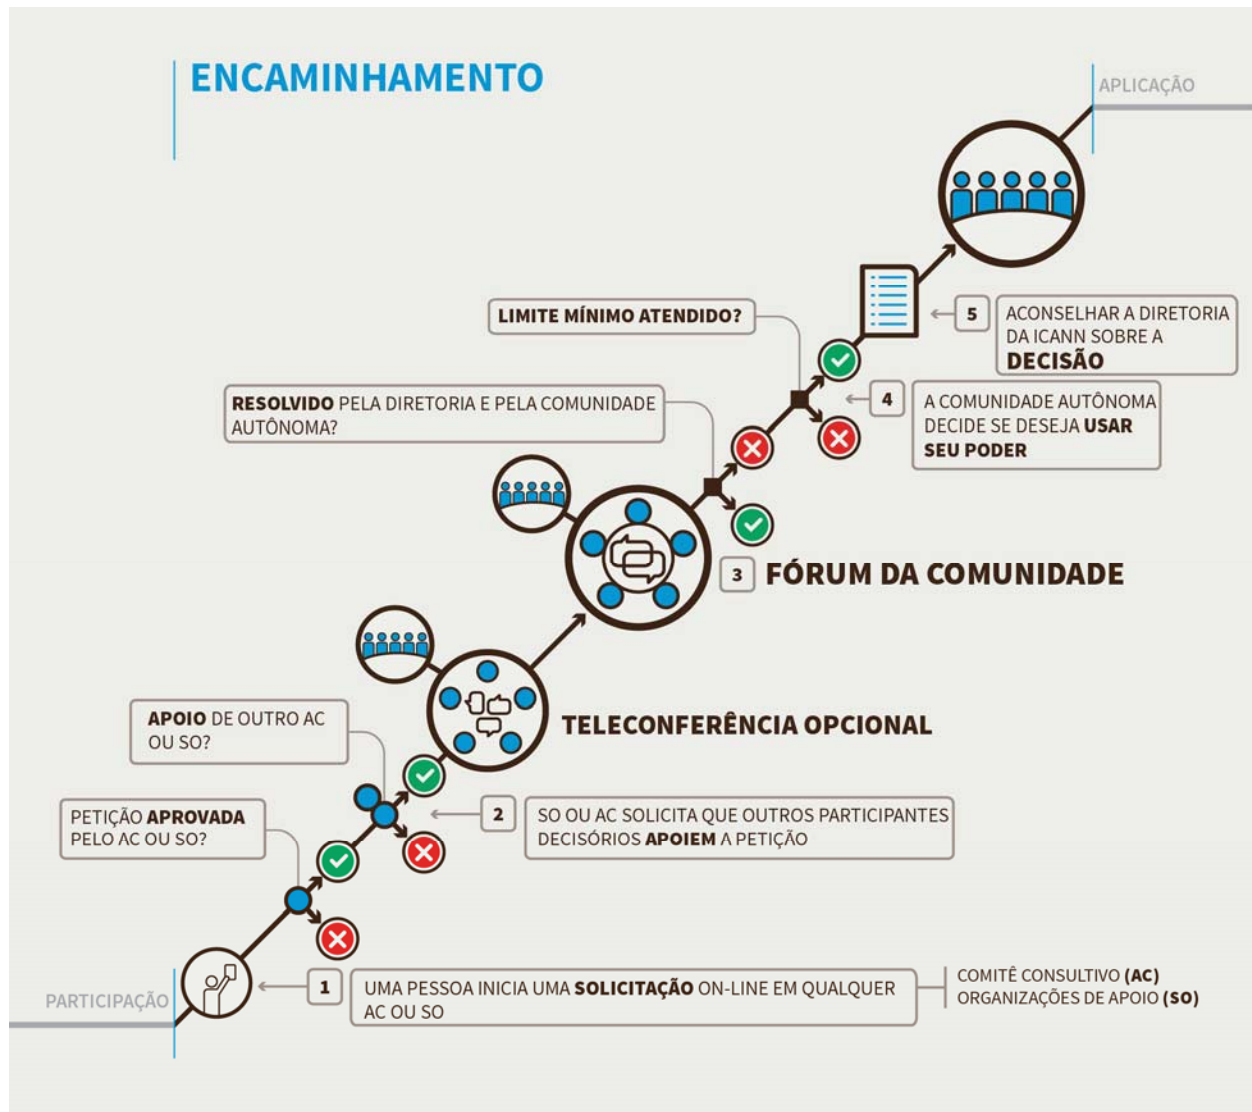 ENCAMINHAMENTO
APLICAÇÃO
LIMITE MÍNIMO ATENDIDO?
5
ACONSELHAR A DIRETORIA
DA ICANN SOBRE A
DECISÃO
RESOLVIDO PELA DIRETORIA E PELA COMUNIDADE
AUTÔNOMA?
4
A COMUNIDADE AUTÔNOMA
DECIDE SE DESEJA USAR
SEU PODER
3
FÓRUM DA COMUNIDADE
TELECONFERÊNCIA OPCIONAL
APOIO DE OUTRO AC
OU SO?
PETIÇÃO APROVADA
PELO AC OU SO?
2
SO OU AC SOLICITA QUE OUTROS PARTICIPANTES
DECISÓRIOS APOIEM A PETIÇÃO
PARTICIPAÇÃO
1
UMA PESSOA INICIA UMA SOLICITAÇÃO ON-LINE EM QUALQUER
AC OU SO
COMITÊ CONSULTIVO (AC)
ORGANIZAÇÕES DE APOIO (SO)